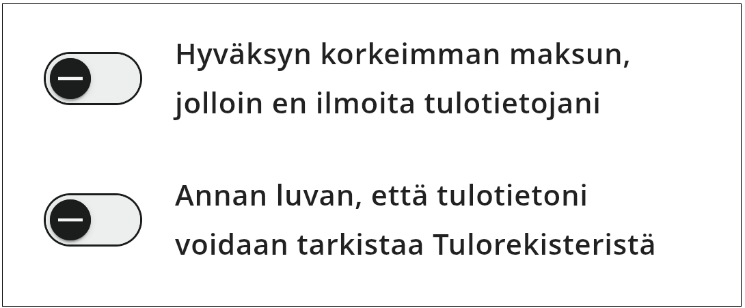 Hyväksyn korkeimman maksun,
jolloin en ilmoita tulotietojani
Annan luvan, että tulotietoni
voidaan tarkistaa Tulorekisteristä